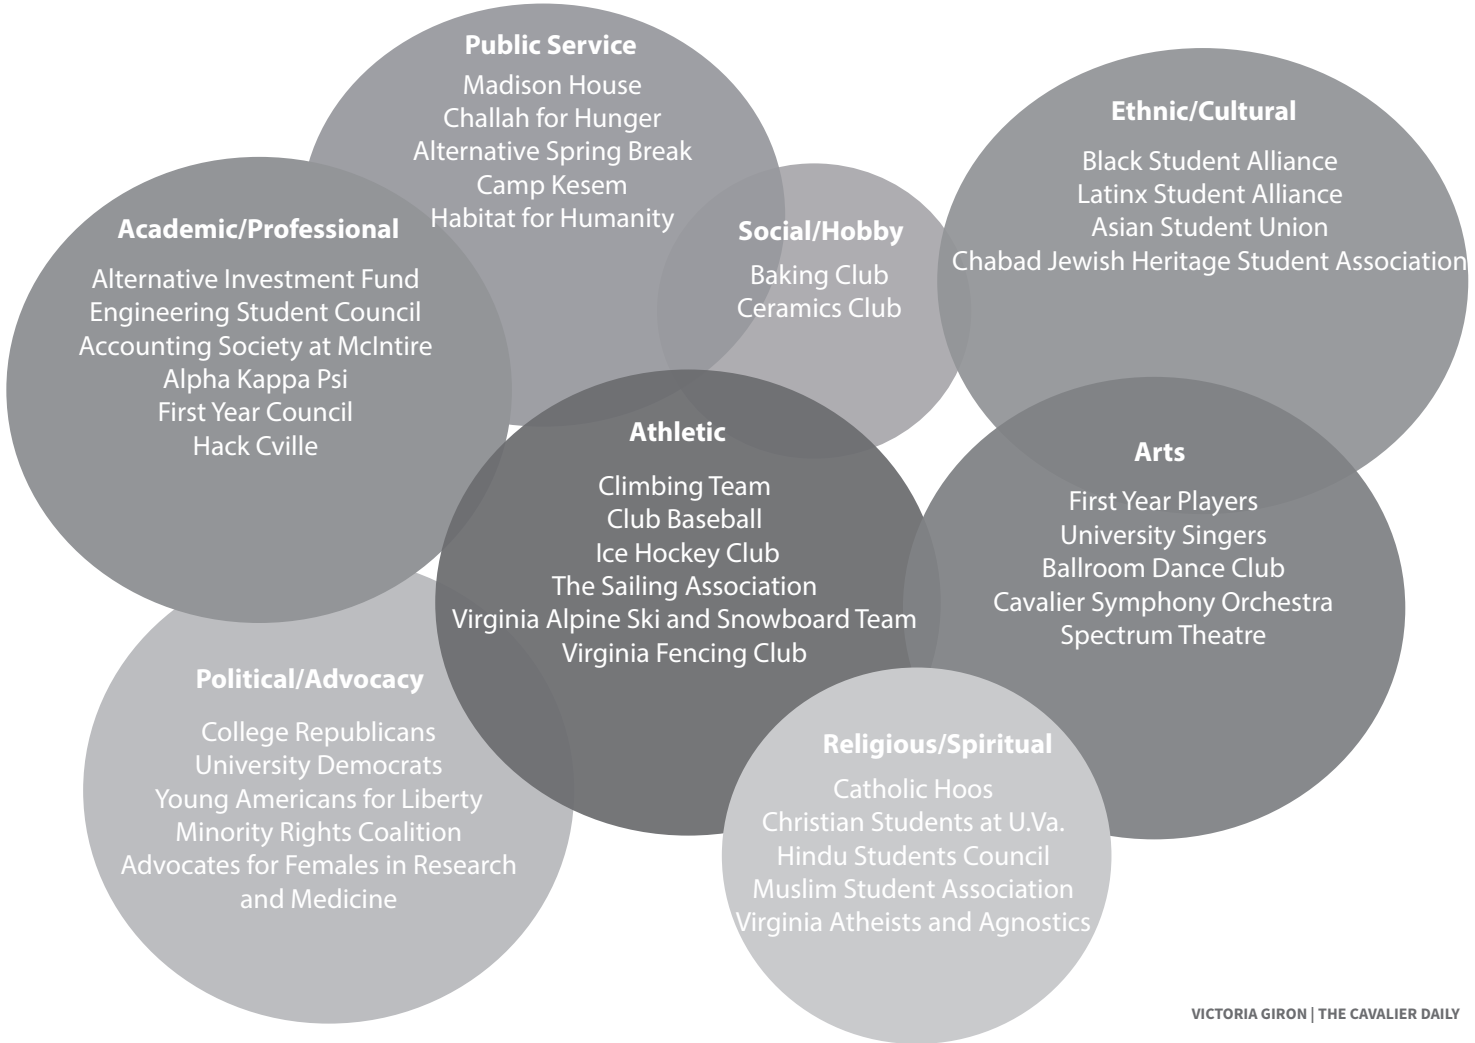 Public Service
Madison House
Challah for Hunger
Alternative Spring Break
Camp Kesem
Habitat for Humanity
Ethnic/Cultural
Black Student Alliance
Latinx Student Alliance
Asian Student Union
Chabad Jewish Heritage Student Association
Academic/Professional
Alternative Investment Fund
Engineering Student Council
Accounting Society at McIntire
Alpha Kappa Psi
First Year Council
Hack Cville
Social/Hobby
Baking Club
Ceramics Club
Athletic
Climbing Team
Club Baseball
Ice Hockey Club
The Sailing Association
Virginia Alpine Ski and Snowboard Team
Virginia Fencing Club
Arts
First Year Players
University Singers
Ballroom Dance Club
Cavalier Symphony Orchestra
Spectrum Theatre
Political/Advocacy
College Republicans
University Democrats
Young Americans for Liberty
Minority Rights Coalition
Advocates for Females in Research
and Medicine
Religious/Spiritual
Catholic Hoos
Christian Students at U.Va.
Hindu Students Council
Muslim Student Association
Virginia Atheists and Agnostics
VICTORIA GIRON | THE CAVALIER DAILY